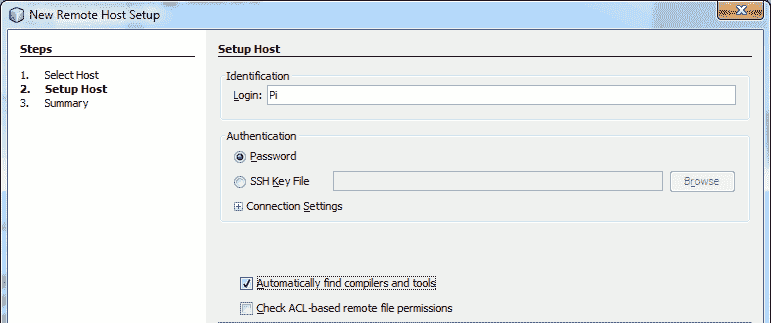 New Remote Host Setup
Steps
1. Select Host
2. Setup Host
3. Summary
Setup Host
Identification
Login: Pi
Authentication
Password
SSH Key File Browse
Connection Settings
Automatically find compilers and tools
Check ACL-based remote file permissions